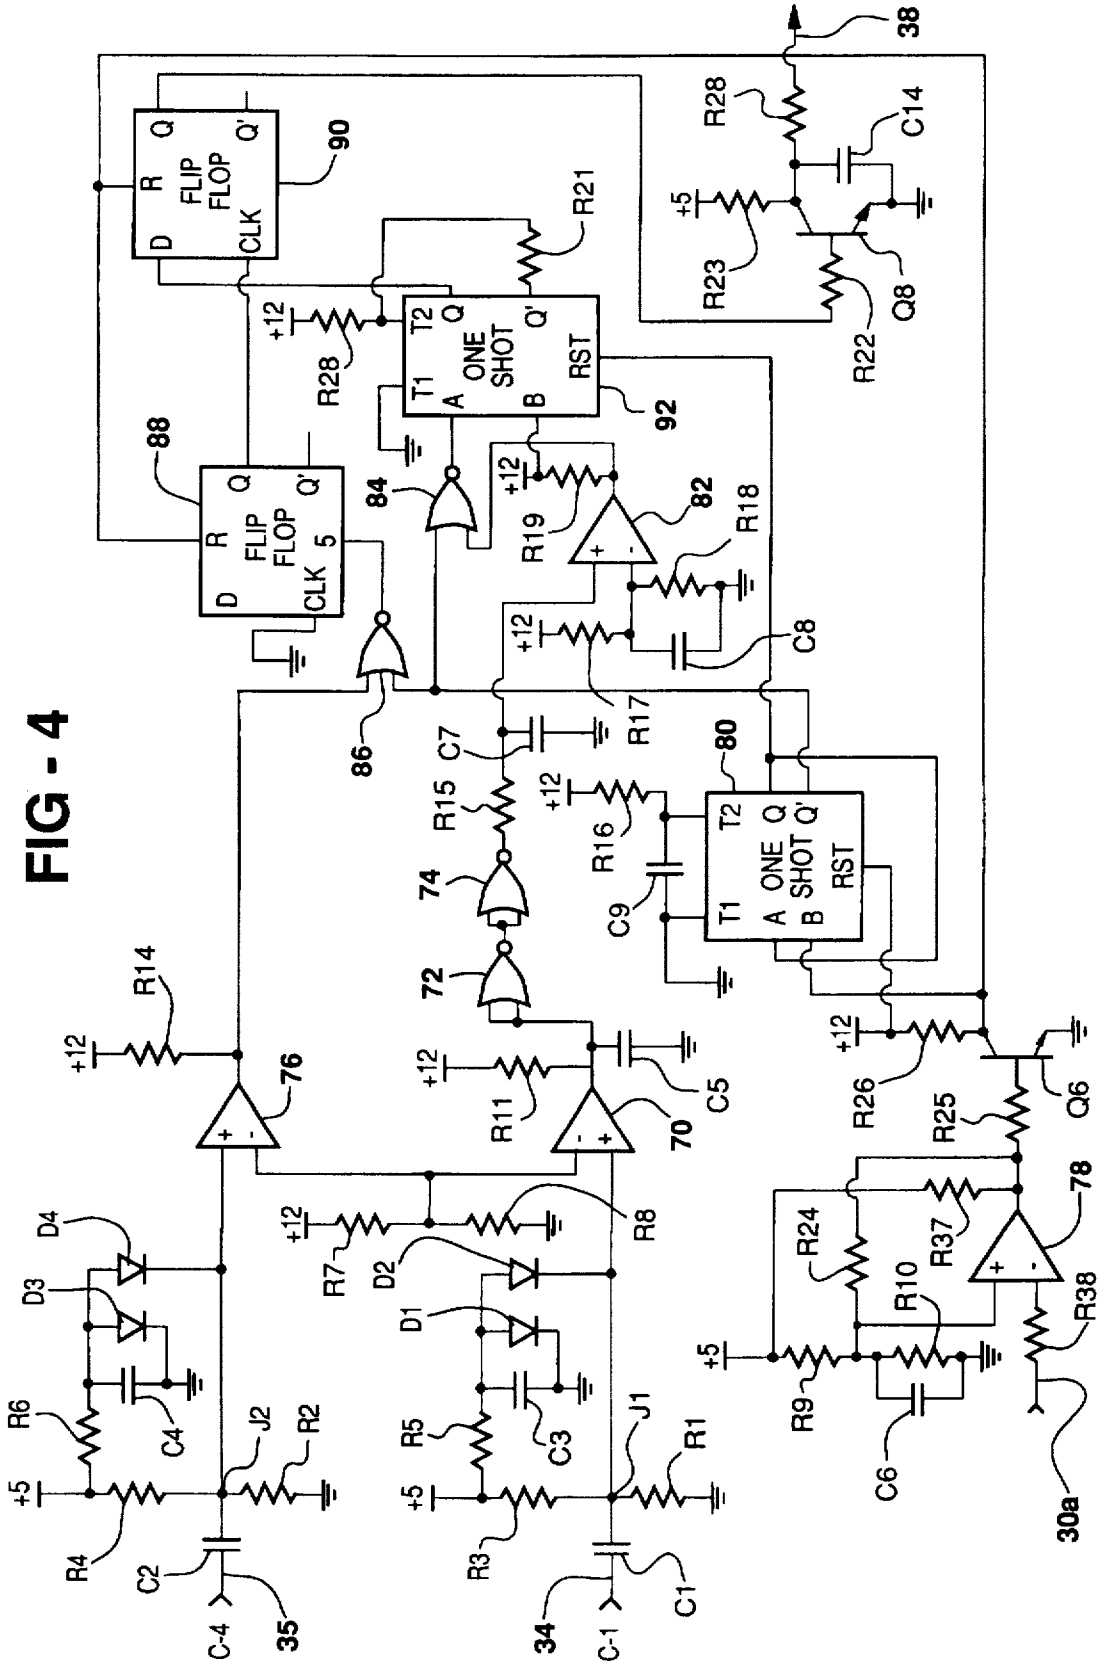 FIG - 4
C-4
35
C2
R4
+5
R6
C4
D3
D4
J2
R2
+12
R14
76
+12
R7
R8
C-1
34
C1
R3
+5
R5
C3
D1
D2
J1
R1
+12
R11
70
C5
72
74
R15
C7
+12
R17
C8
R18
82
+12
R19
84
86
88
D
R
FLIP
FLOP
CLK
5
Q
Q'
90
D
R
FLIP
FLOP
CLK
Q
Q'
+12
R28
T1
T2
A
ONE
SHOT
Q
B
Q'
RST
92
R21
30a
R38
C6
R9
R10
+5
R24
R37
78
R25
Q6
R26
+12
C9
R16
+12
80
T1
T2
A
ONE
SHOT
Q
B
Q'
RST
R22
Q8
R23
+5
R28
C14
38
+
-
-
+
+
-
+
-